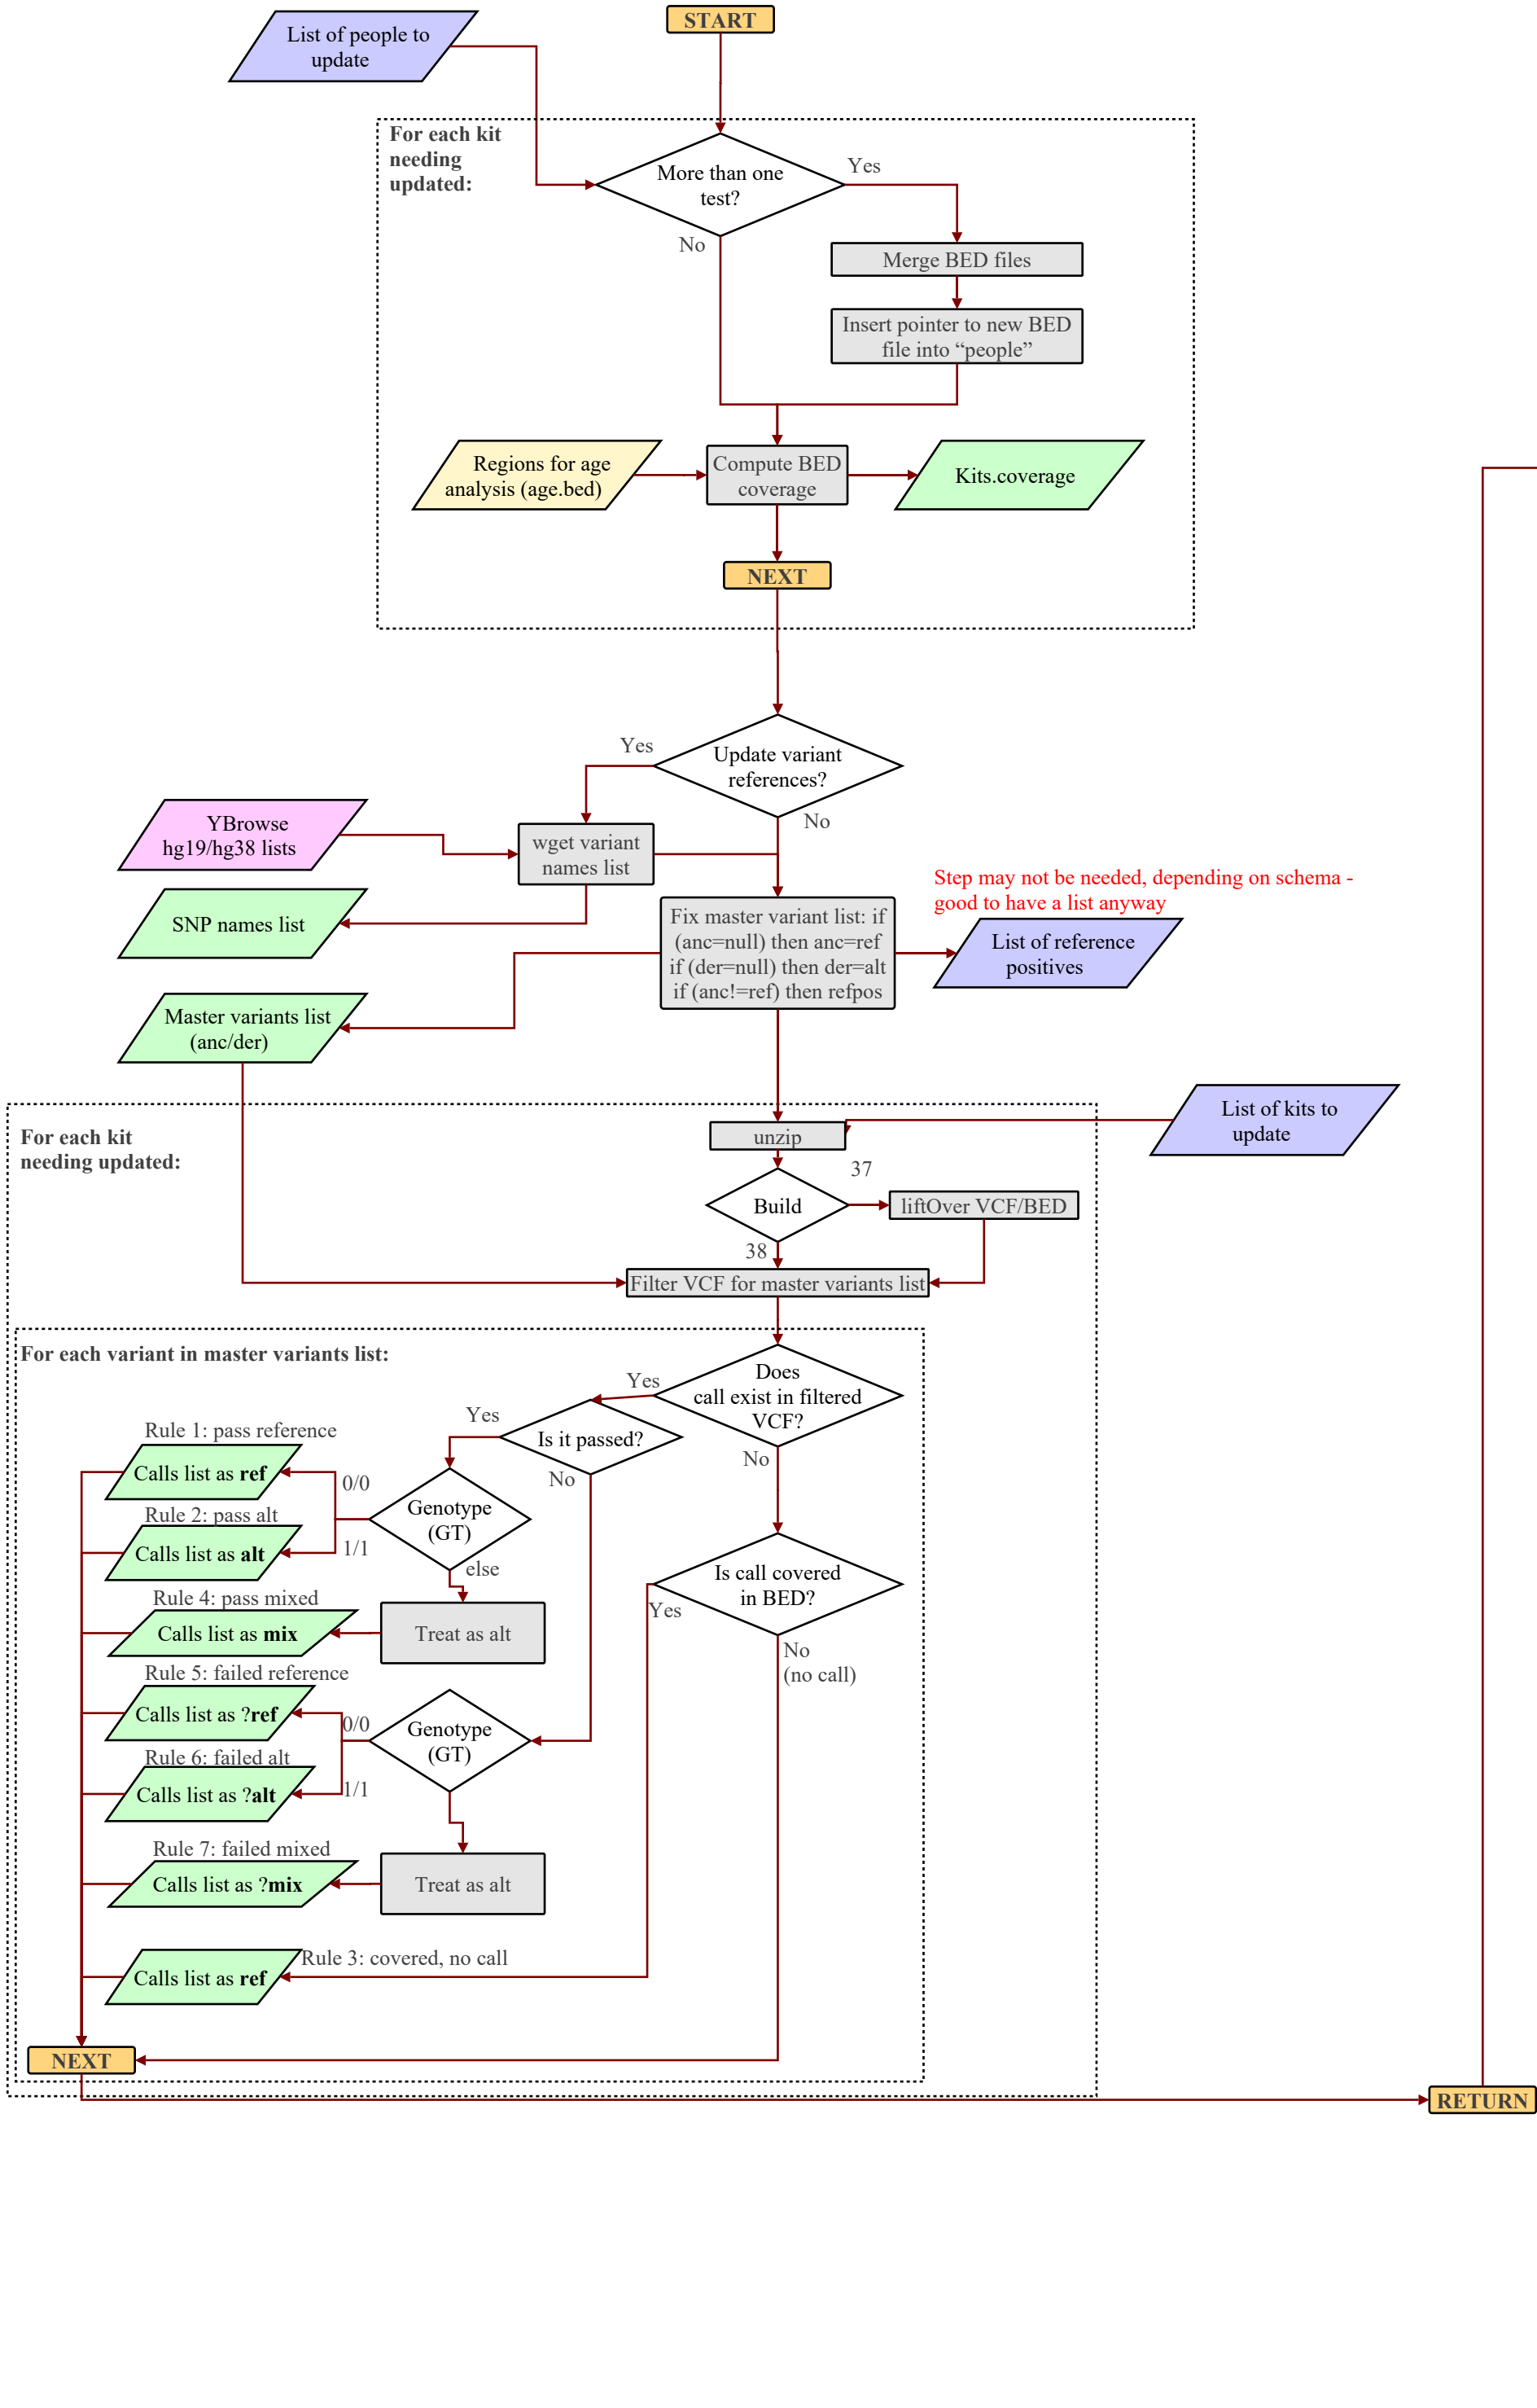 START
List of people to
update
For each kit
needing
updated:
More than one
test?
Yes
No
Merge BED files
Insert pointer to new BED
file into “people”
Regions for age
analysis (age.bed)
Compute BED
coverage
Kits.coverage
NEXT
Update variant
references?
Yes
No
YBrowse
hg19/hg38 lists
wget variant
names list
SNP names list
Fix master variant list: if
(anc=null) then anc=ref
if (der=null) then der=alt
if (anc!=ref) then refpos
Step may not be needed, depending on schema -
good to have a list anyway
List of reference
positives
Master variants list
(anc/der)
List of kits to
update
For each kit
needing updated:
unzip
37
Build
liftOver VCF/BED
38
Filter VCF for master variants list
For each variant in master variants list:
Does
call exist in filtered
VCF?
Yes
No
Is it passed?
Yes
No
Rule 1: pass reference
Calls list as ref
0/0
Genotype
(GT)
Rule 2: pass alt
Calls list as alt
1/1
else
Is call covered
in BED?
Yes
No
(no call)
Rule 4: pass mixed
Calls list as mix
Treat as alt
Rule 5: failed reference
Calls list as ?ref
0/0
Genotype
(GT)
Rule 6: failed alt
Calls list as ?alt
1/1
Rule 7: failed mixed
Calls list as ?mix
Treat as alt
Rule 3: covered, no call
Calls list as ref
NEXT
RETURN